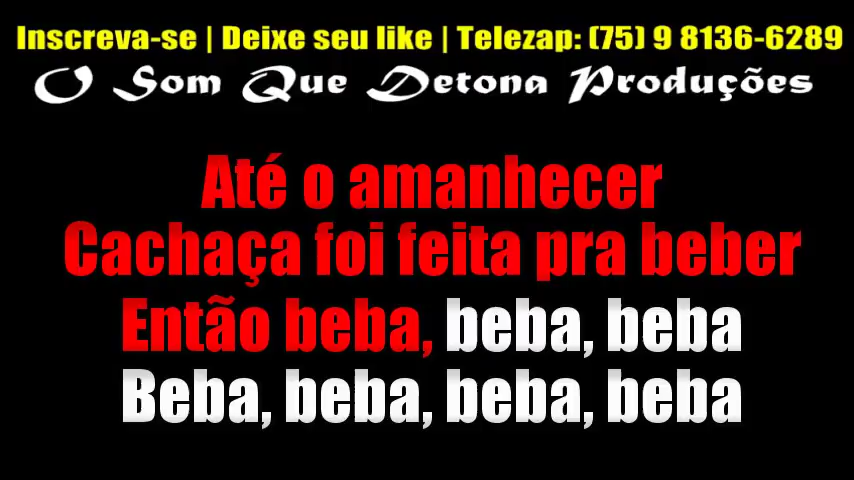 Inscreva-se | Deixe seu like | Telezap: (75) 9 8136-6289
O Som Que Detona Produções
Até o amanhecer
Cachaça foi feita pra beber
Então beba, beba, beba
Beba, beba, beba, beba